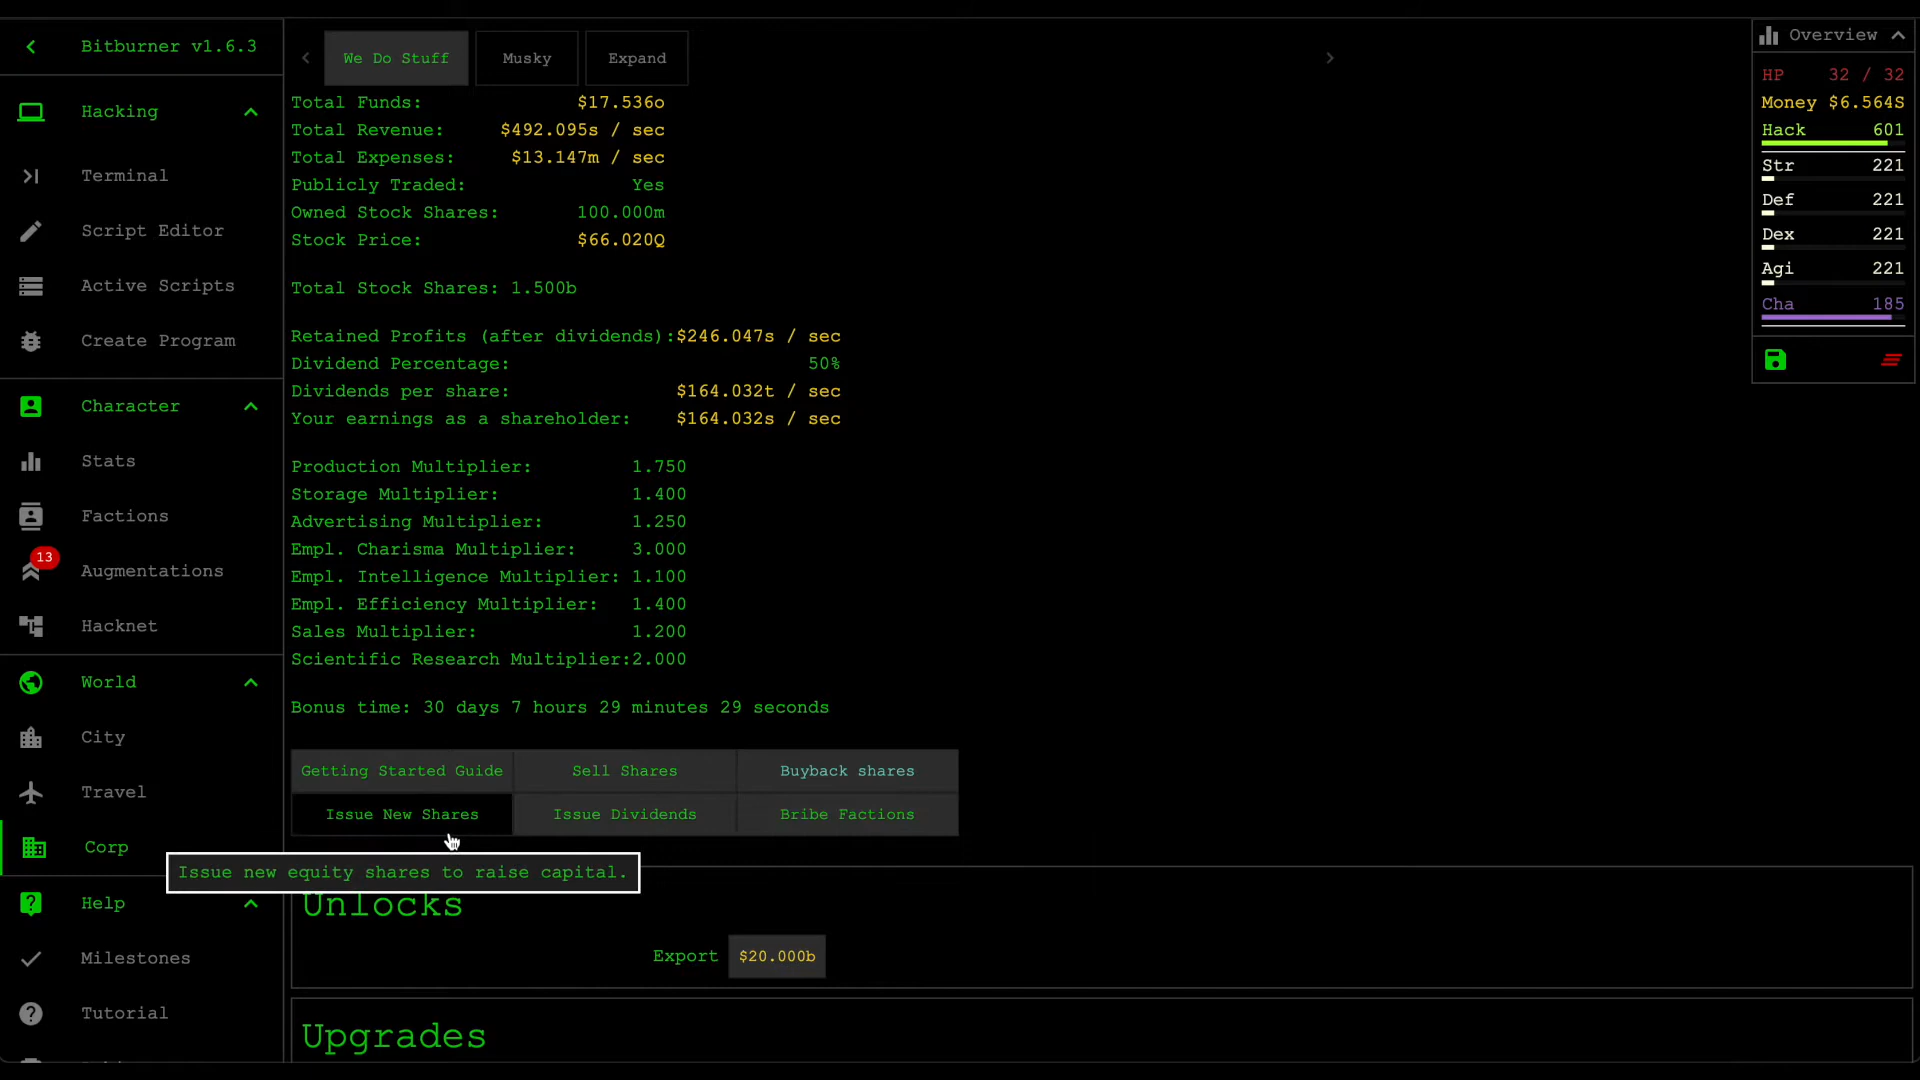 Bitburner v1.6.3
Hacking
Terminal
Script Editor
Active Scripts
Create Program
Character
Stats
Factions
13
Augmentations
Hacknet
World
City
Travel
Corp
Help
Milestones
Tutorial
We Do Stuff
Musky
Expand
Total Funds: $17.536o
Total Revenue: $492.095s / sec
Total Expenses: $13.147m / sec
Publicly Traded: Yes
Owned Stock Shares: 100.000m
Stock Price: $66.020Q
Total Stock Shares: 1.500b
Retained Profits (after dividends):$246.047s / sec
Dividend Percentage: 50%
Dividends per share: $164.032t / sec
Your earnings as a shareholder: $164.032s / sec
Production Multiplier: 1.750
Storage Multiplier: 1.400
Advertising Multiplier: 1.250
Empl. Charisma Multiplier: 3.000
Empl. Intelligence Multiplier: 1.100
Empl. Efficiency Multiplier: 1.400
Sales Multiplier: 1.200
Scientific Research Multiplier:2.000
Bonus time: 30 days 7 hours 29 minutes 29 seconds
Getting Started Guide Sell Shares Buyback shares
Issue New Shares Issue Dividends Bribe Factions
Issue new equity shares to raise capital.
Unlocks
Export $20.000b
Upgrades
Overview
HP 32 / 32
Money $6.564S
Hack 601
Str 221
Def 221
Dex 221
Agi 221
Cha 185